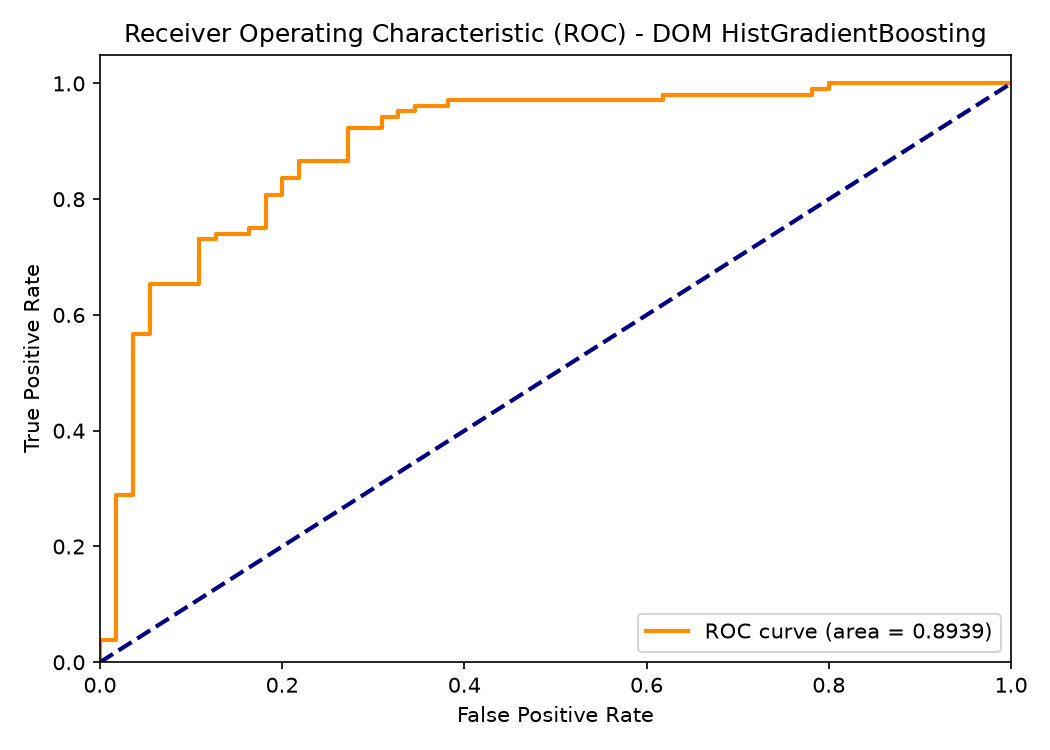 Receiver Operating Characteristic (ROC) - DOM HistGradientBoosting
True Positive Rate
1.0
0.8
0.6
0.4
0.2
0.0
ROC curve (area = 0.8939)
0.0 0.2 0.4 0.6 0.8 1.0
False Positive Rate